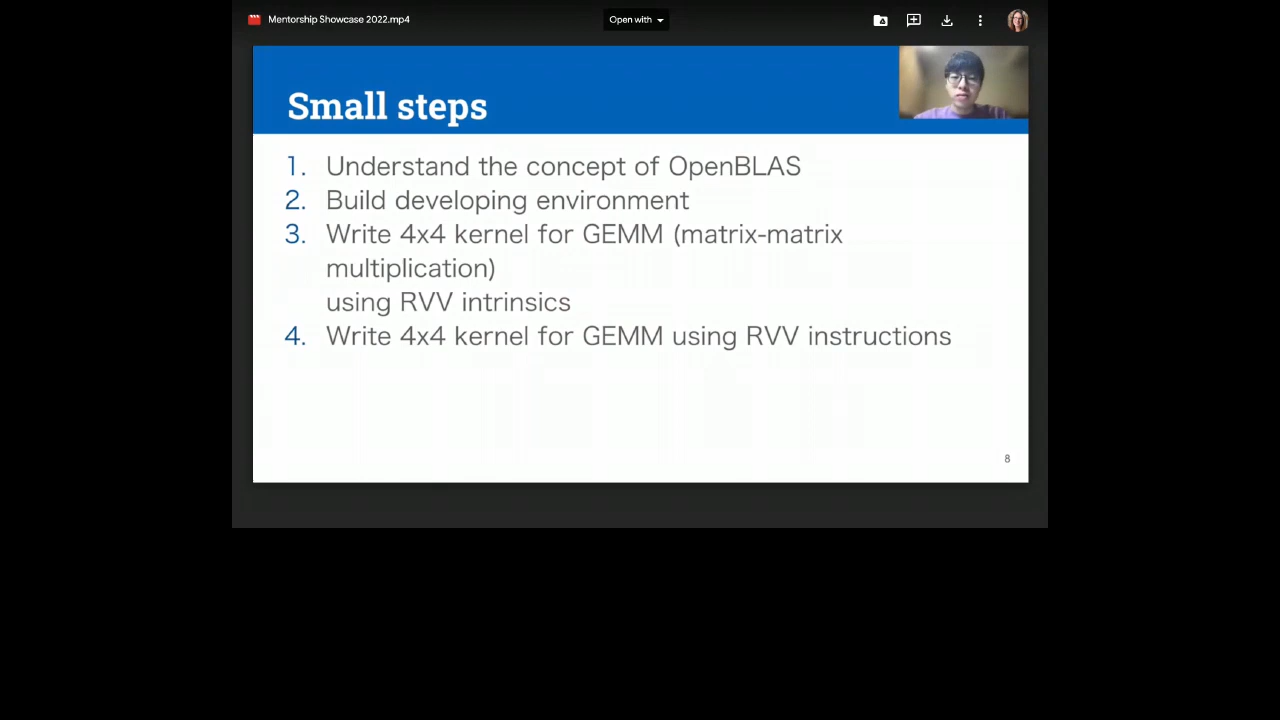 Mentorship Showcase 2022.mp4
Open with
Small steps
1. Understand the concept of OpenBLAS
2. Build developing environment
3. Write 4x4 kernel for GEMM (matrix-matrix
multiplication)
using RVV intrinsics
4. Write 4x4 kernel for GEMM using RVV instructions
8